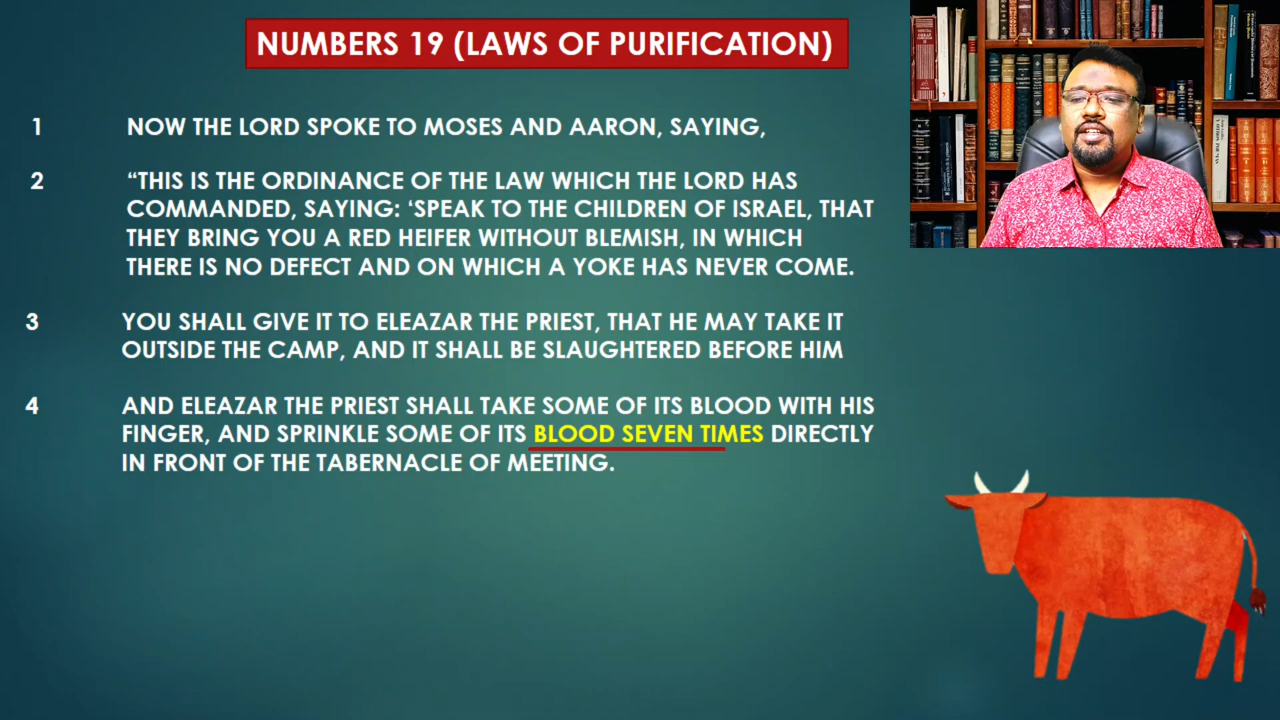 NUMBERS 19 (LAWS OF PURIFICATION)
1 NOW THE LORD SPOKE TO MOSES AND AARON, SAYING,
2 “THIS IS THE ORDINANCE OF THE LAW WHICH THE LORD HAS
COMMANDED, SAYING: ‘SPEAK TO THE CHILDREN OF ISRAEL, THAT
THEY BRING YOU A RED HEIFER WITHOUT BLEMISH, IN WHICH
THERE IS NO DEFECT AND ON WHICH A YOKE HAS NEVER COME.
3 YOU SHALL GIVE IT TO ELEAZAR THE PRIEST, THAT HE MAY TAKE IT
OUTSIDE THE CAMP, AND IT SHALL BE SLAUGHTERED BEFORE HIM
4 AND ELEAZAR THE PRIEST SHALL TAKE SOME OF ITS BLOOD WITH HIS
FINGER, AND SPRINKLE SOME OF ITS BLOOD SEVEN TIMES DIRECTLY
IN FRONT OF THE TABERNACLE OF MEETING.